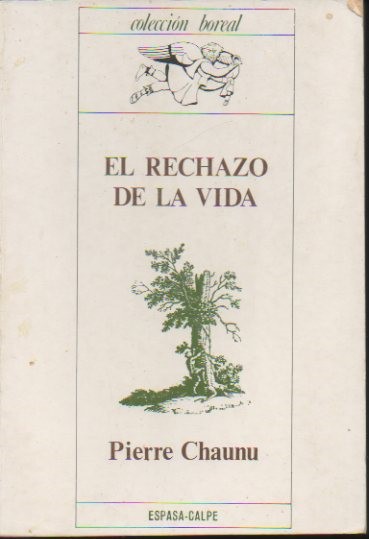 colección boreal
EL RECHAZO
DE LA VIDA
Pierre Chaunu
ESPASA-CALPE